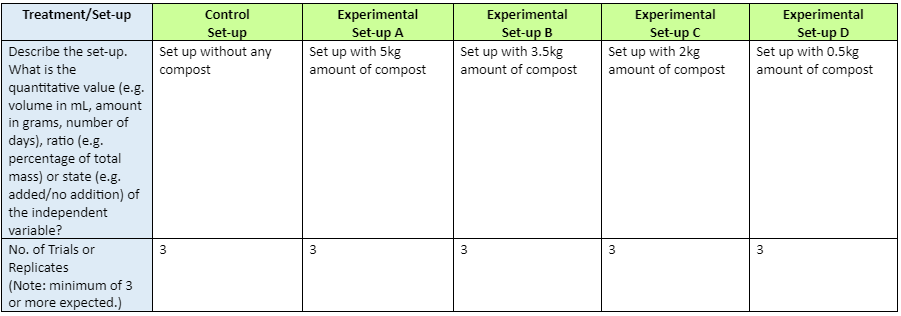 Treatment/Set-up
Control
Set-up
Experimental
Set-up A
Experimental
Set-up B
Experimental
Set-up C
Experimental
Set-up D
Describe the set-up.
What is the
quantitative value (e.g.
volume in mL, amount
in grams, number of
days), ratio (e.g.
percentage of total
mass) or state (e.g.
added/no addition) of
the independent
variable?
Set up without any
compost
Set up with 5kg
amount of compost
Set up with 3.5kg
amount of compost
Set up with 2kg
amount of compost
Set up with 0.5kg
amount of compost
No. of Trials or
Replicates
(Note: minimum of 3
or more expected.)
3
3
3
3
3